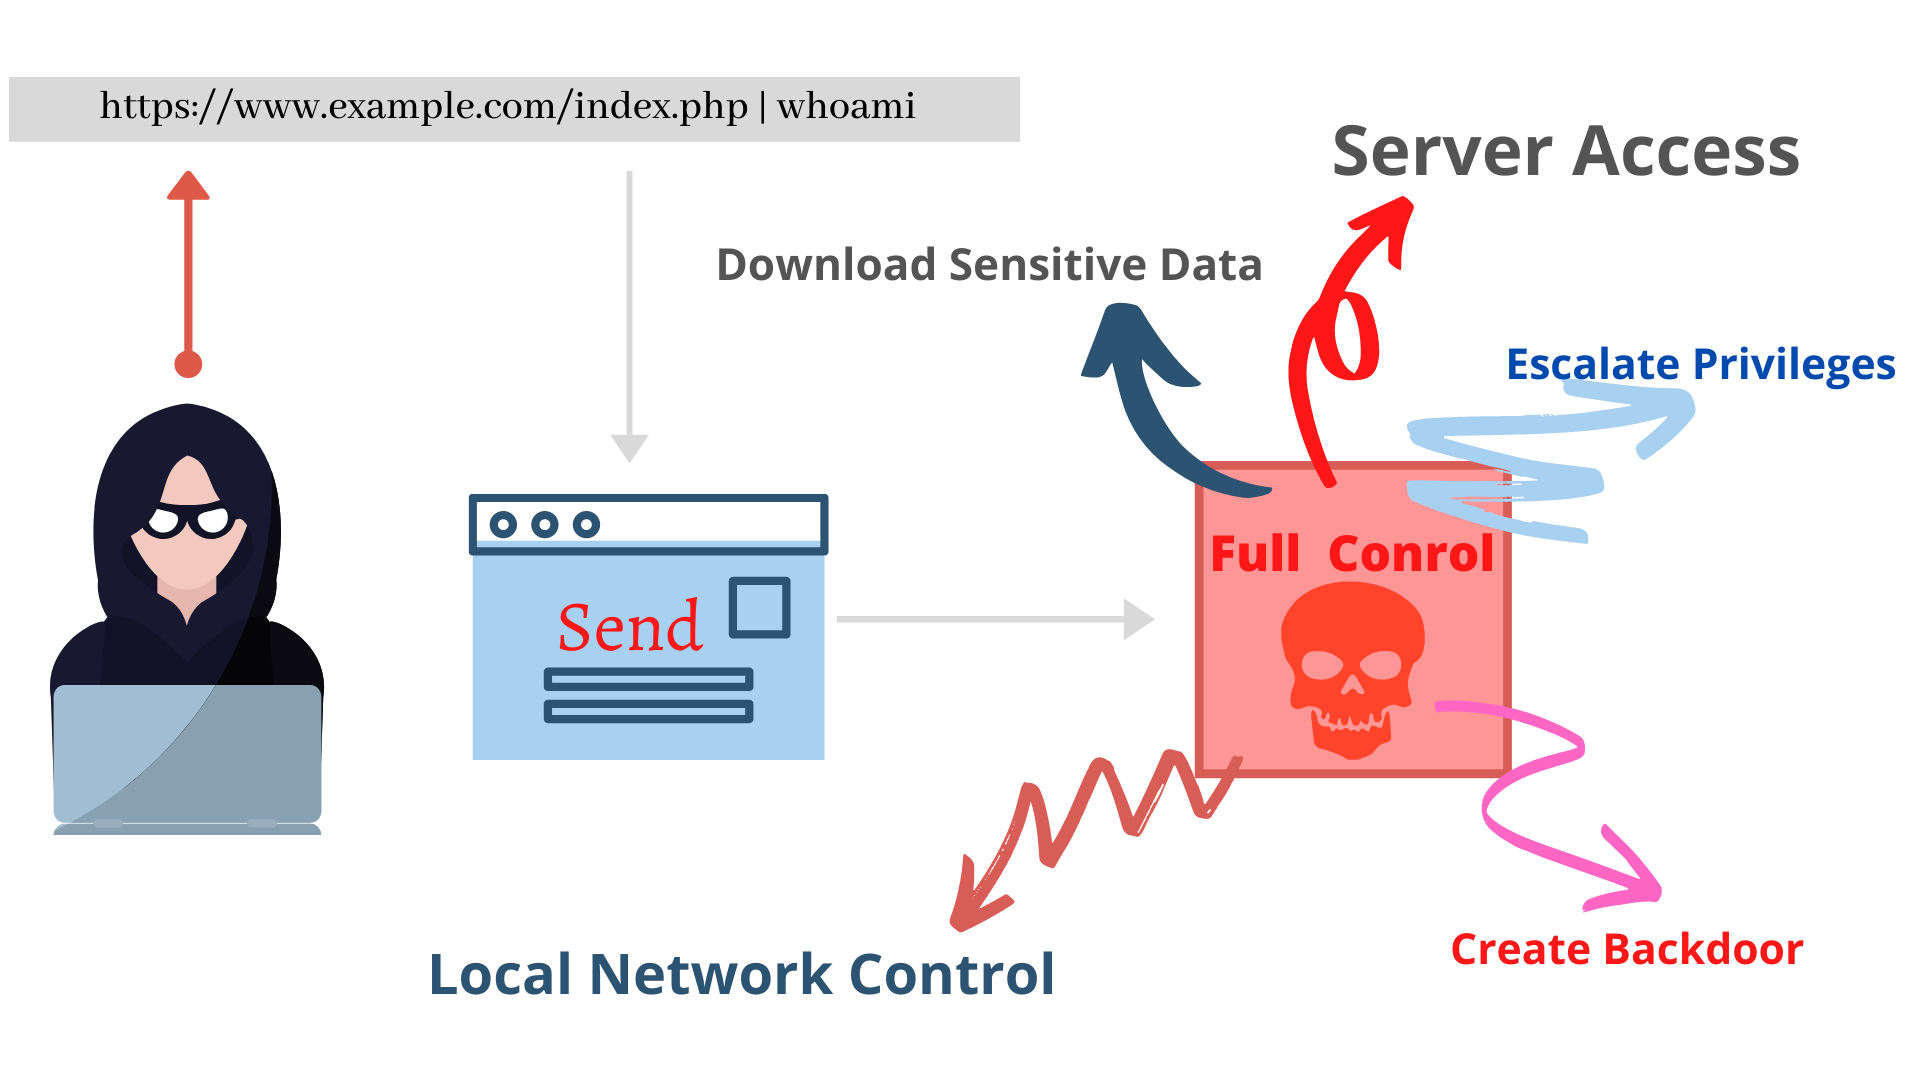 https://www.example.com/index.php | whoami
Server Access
Download Sensitive Data
Escalate Privileges
Full Conrol
Send
Create Backdoor
Local Network Control